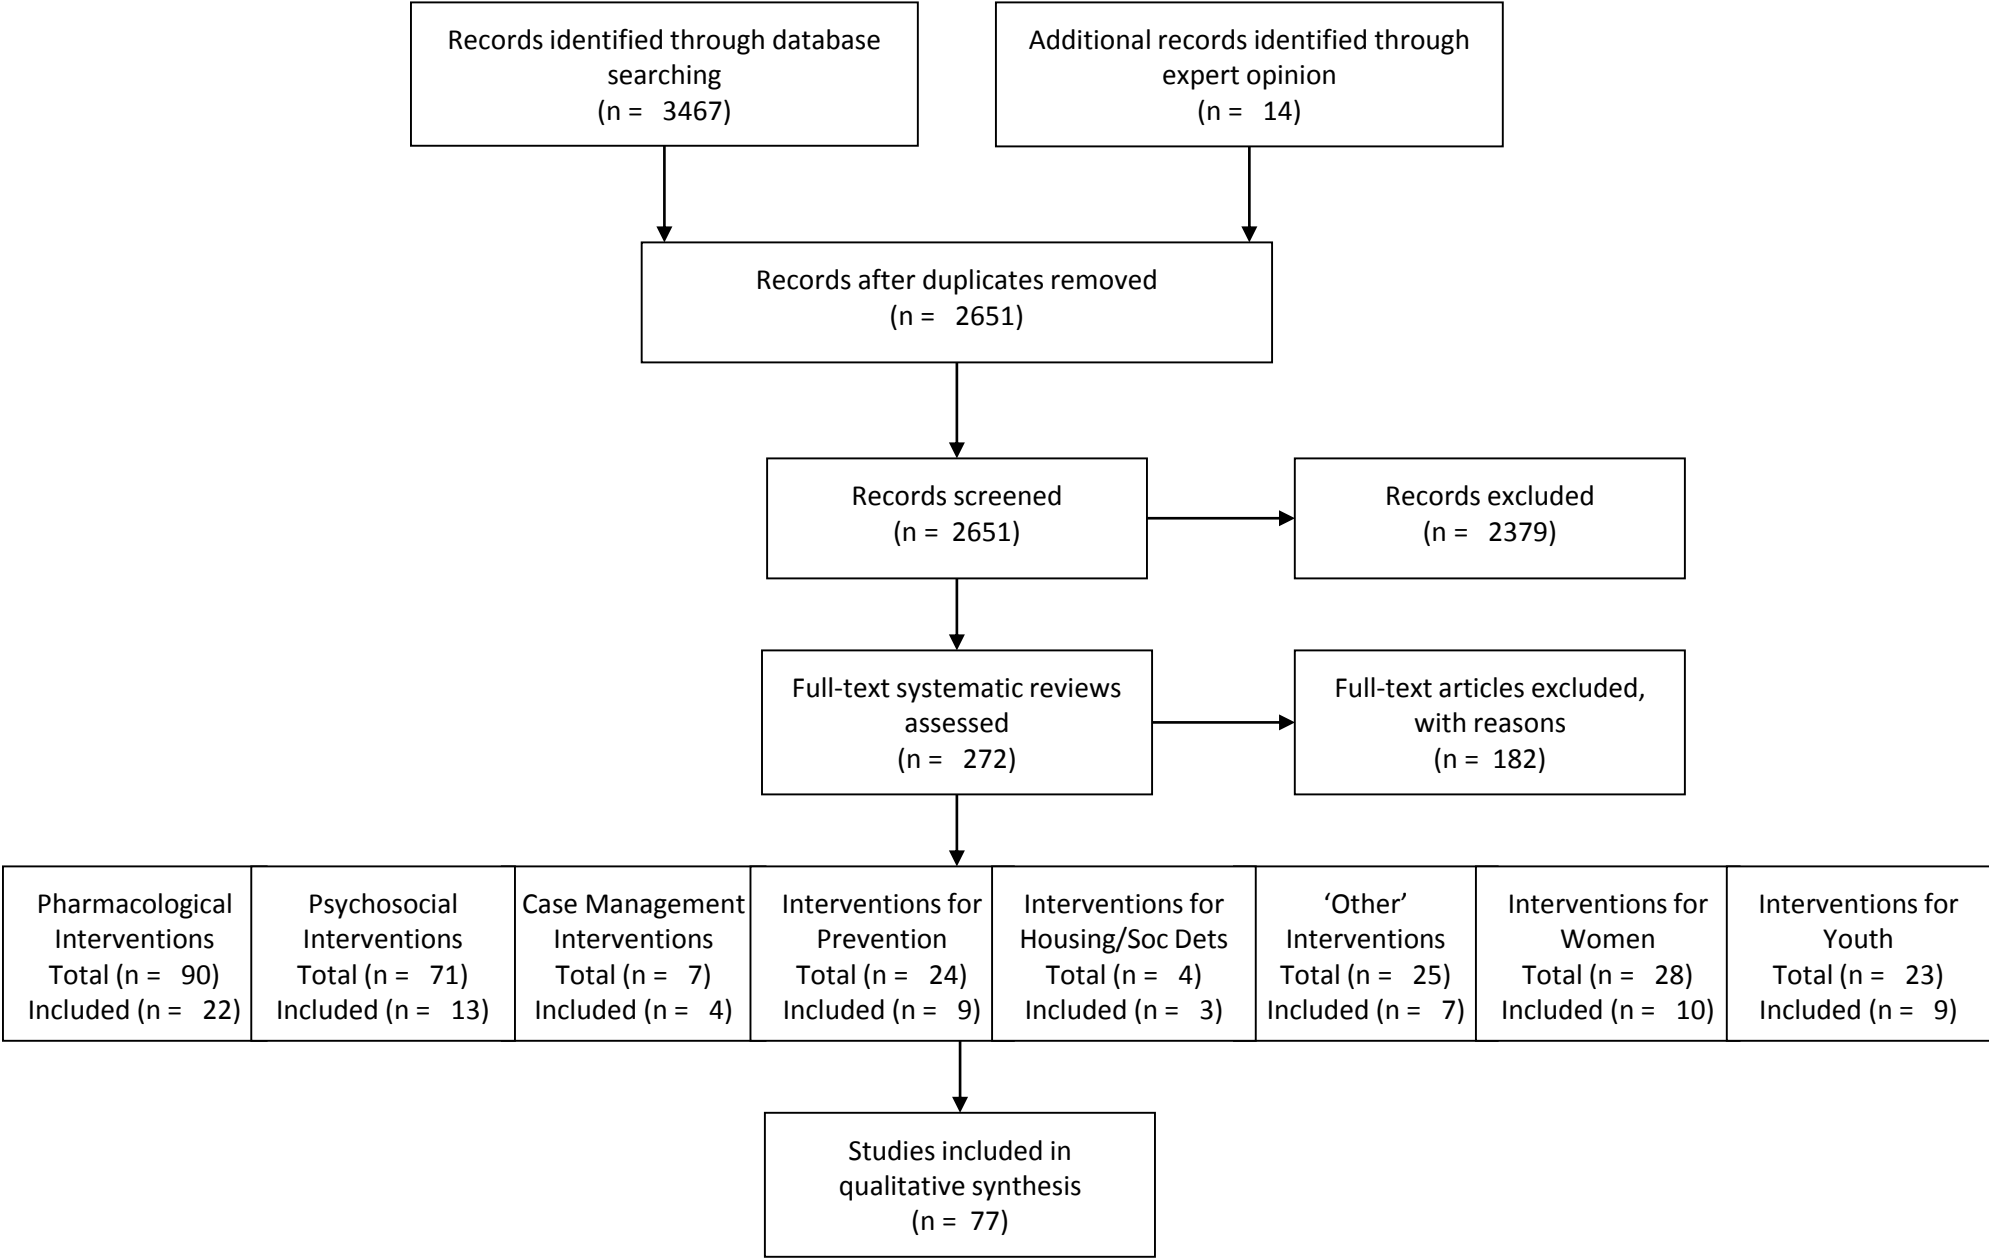 Records identified through database
searching
(n = 3467)
Additional records identified through
expert opinion
(n = 14)
Records after duplicates removed
(n = 2651)
Records screened
(n = 2651)
Records excluded
(n = 2379)
Full-text systematic reviews
assessed
(n = 272)
Full-text articles excluded,
with reasons
(n = 182)
Pharmacological
Interventions
Total (n = 90)
Included (n = 22)
Psychosocial
Interventions
Total (n = 71)
Included (n = 13)
Case Management
Interventions
Total (n = 7)
Included (n = 4)
Interventions for
Prevention
Total (n = 24)
Included (n = 9)
Interventions for
Housing/Soc Dets
Total (n = 4)
Included (n = 3)
‘Other’
Interventions
Total (n = 25)
Included (n = 7)
Interventions for
Women
Total (n = 28)
Included (n = 10)
Interventions for
Youth
Total (n = 23)
Included (n = 9)
Studies included in
qualitative synthesis
(n = 77)